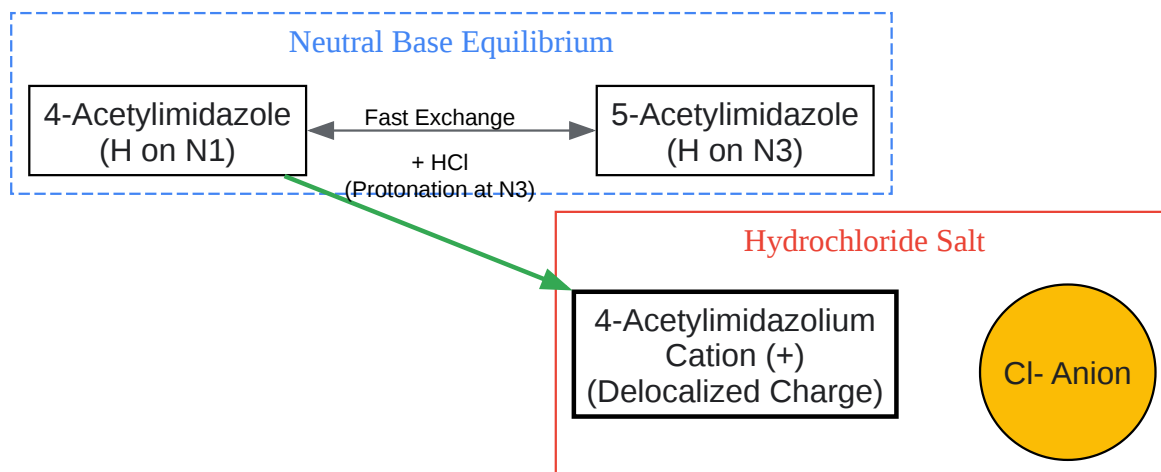 Neutral Base Equilibrium
4-Acetylimidazole
(H on N1)
Fast Exchange
5-Acetylimidazole
(H on N3)
+ HCl
(Protonation at N3)
Hydrochloride Salt
4-Acetylimidazolium
Cation (+)
(Delocalized Charge)
Cl- Anion